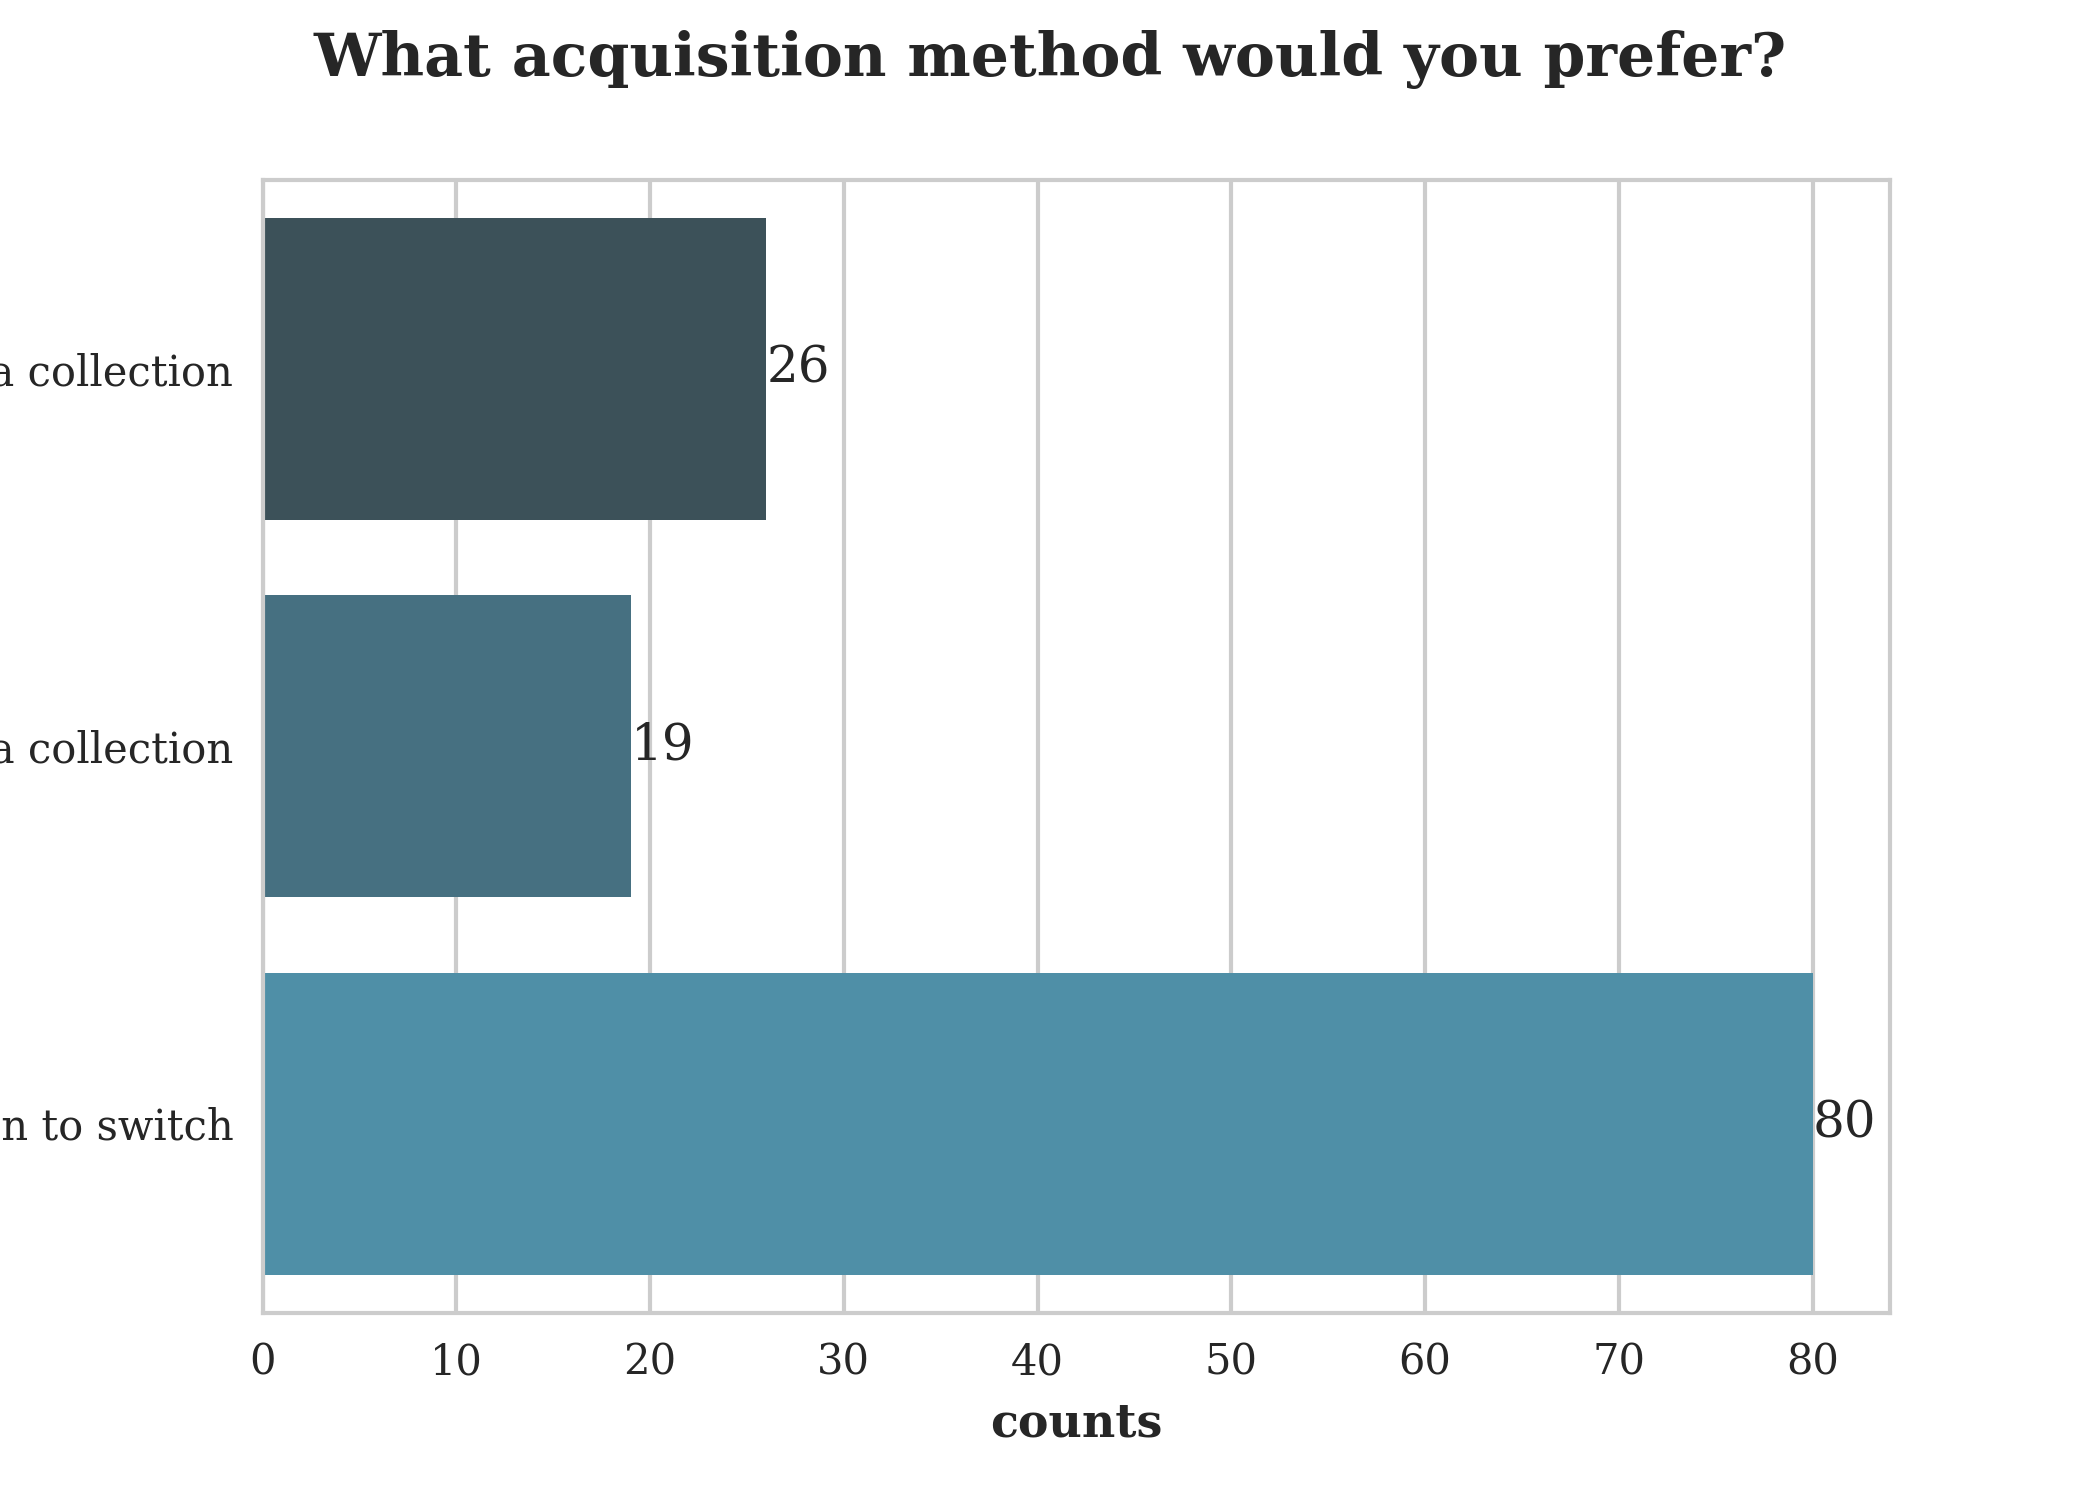 What acquisition method would you prefer?
a collection
26
a collection
19
to switch
80
0 10 20 30 40 50 60 70 80
counts